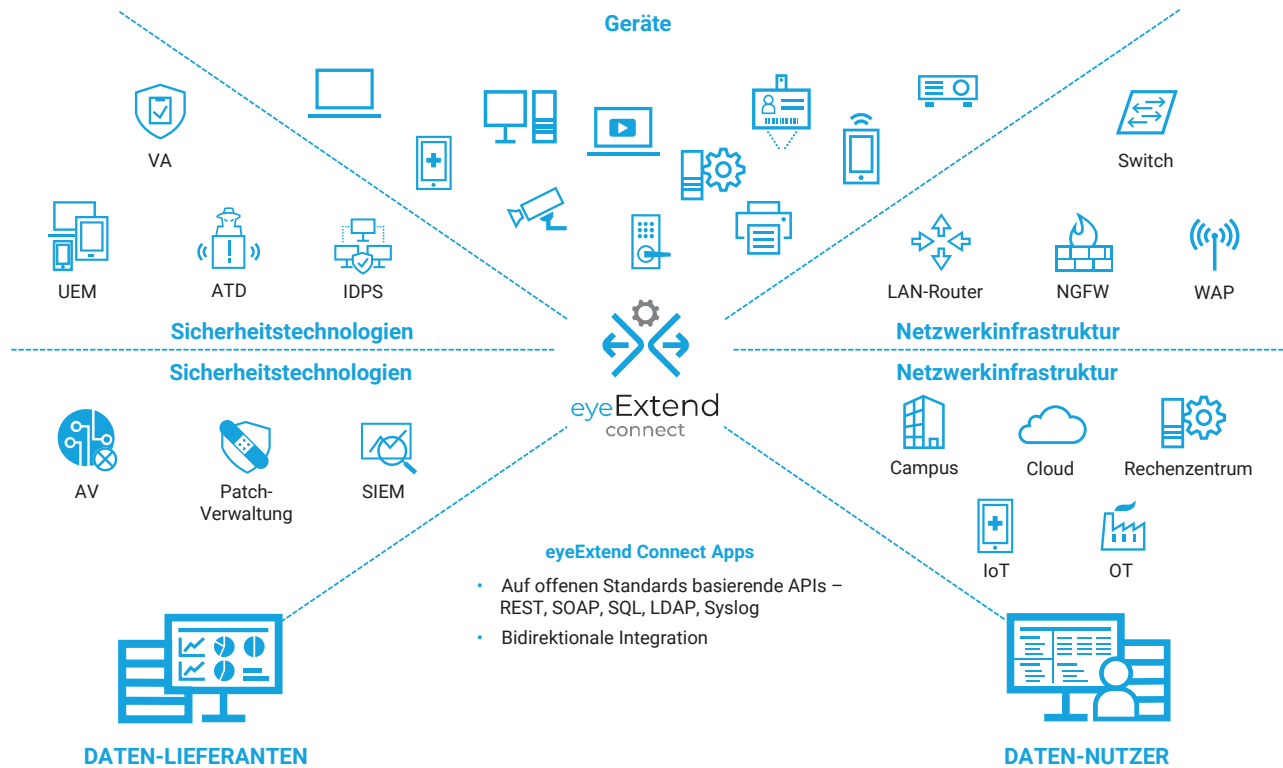 Geräte
VA
Switch
UEM
ATD
IDPS
LAN-Router
NGFW
WAP
Sicherheitstechnologien
Netzwerkinfrastruktur
Sicherheitstechnologien
Netzwerkinfrastruktur
eyeExtend
connect
AV
Patch-
Verwaltung
SIEM
Campus
Cloud
Rechenzentrum
IoT
OT
eyeExtend Connect Apps
• Auf offenen Standards basierende APIs –
REST, SOAP, SQL, LDAP, Syslog
• Bidirektionale Integration
DATEN-LIEFERANTEN
DATEN-NUTZER